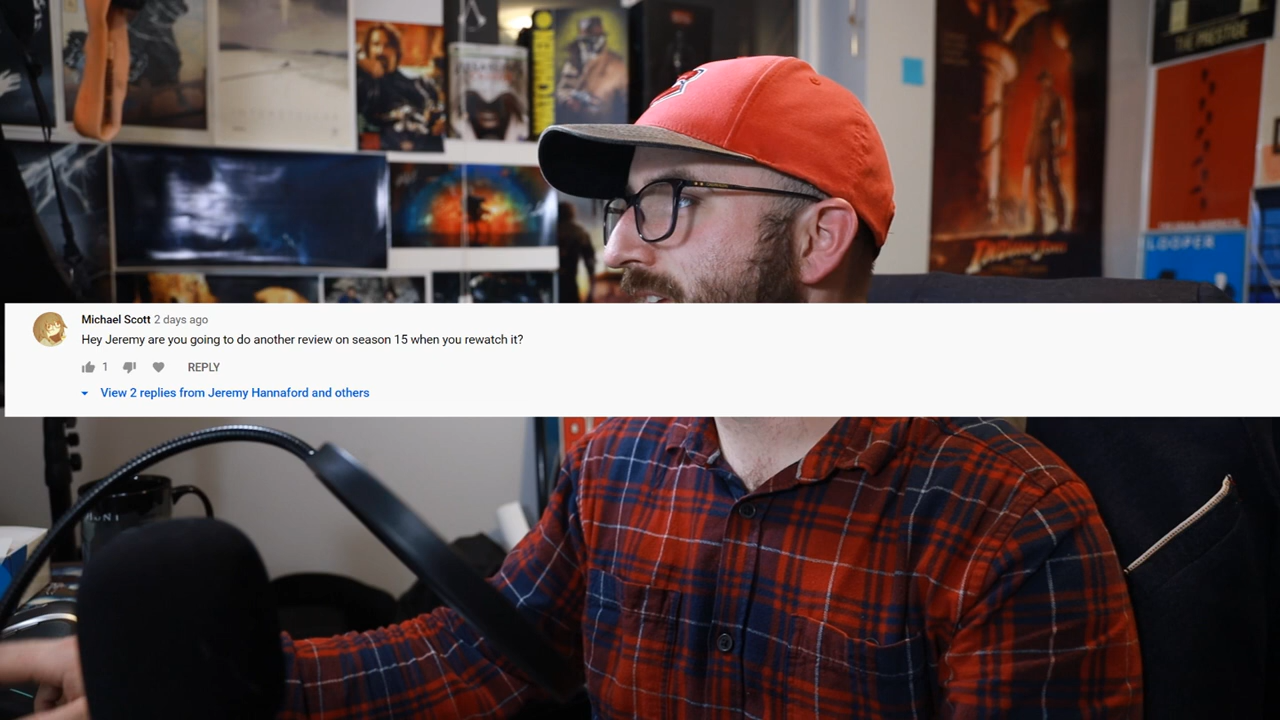 THE PRESTIGE
INDIANA JONES
LOOPER
Michael Scott 2 days ago
Hey Jeremy are you going to do another review on season 15 when you rewatch it?
1 REPLY
View 2 replies from Jeremy Hannaford and others